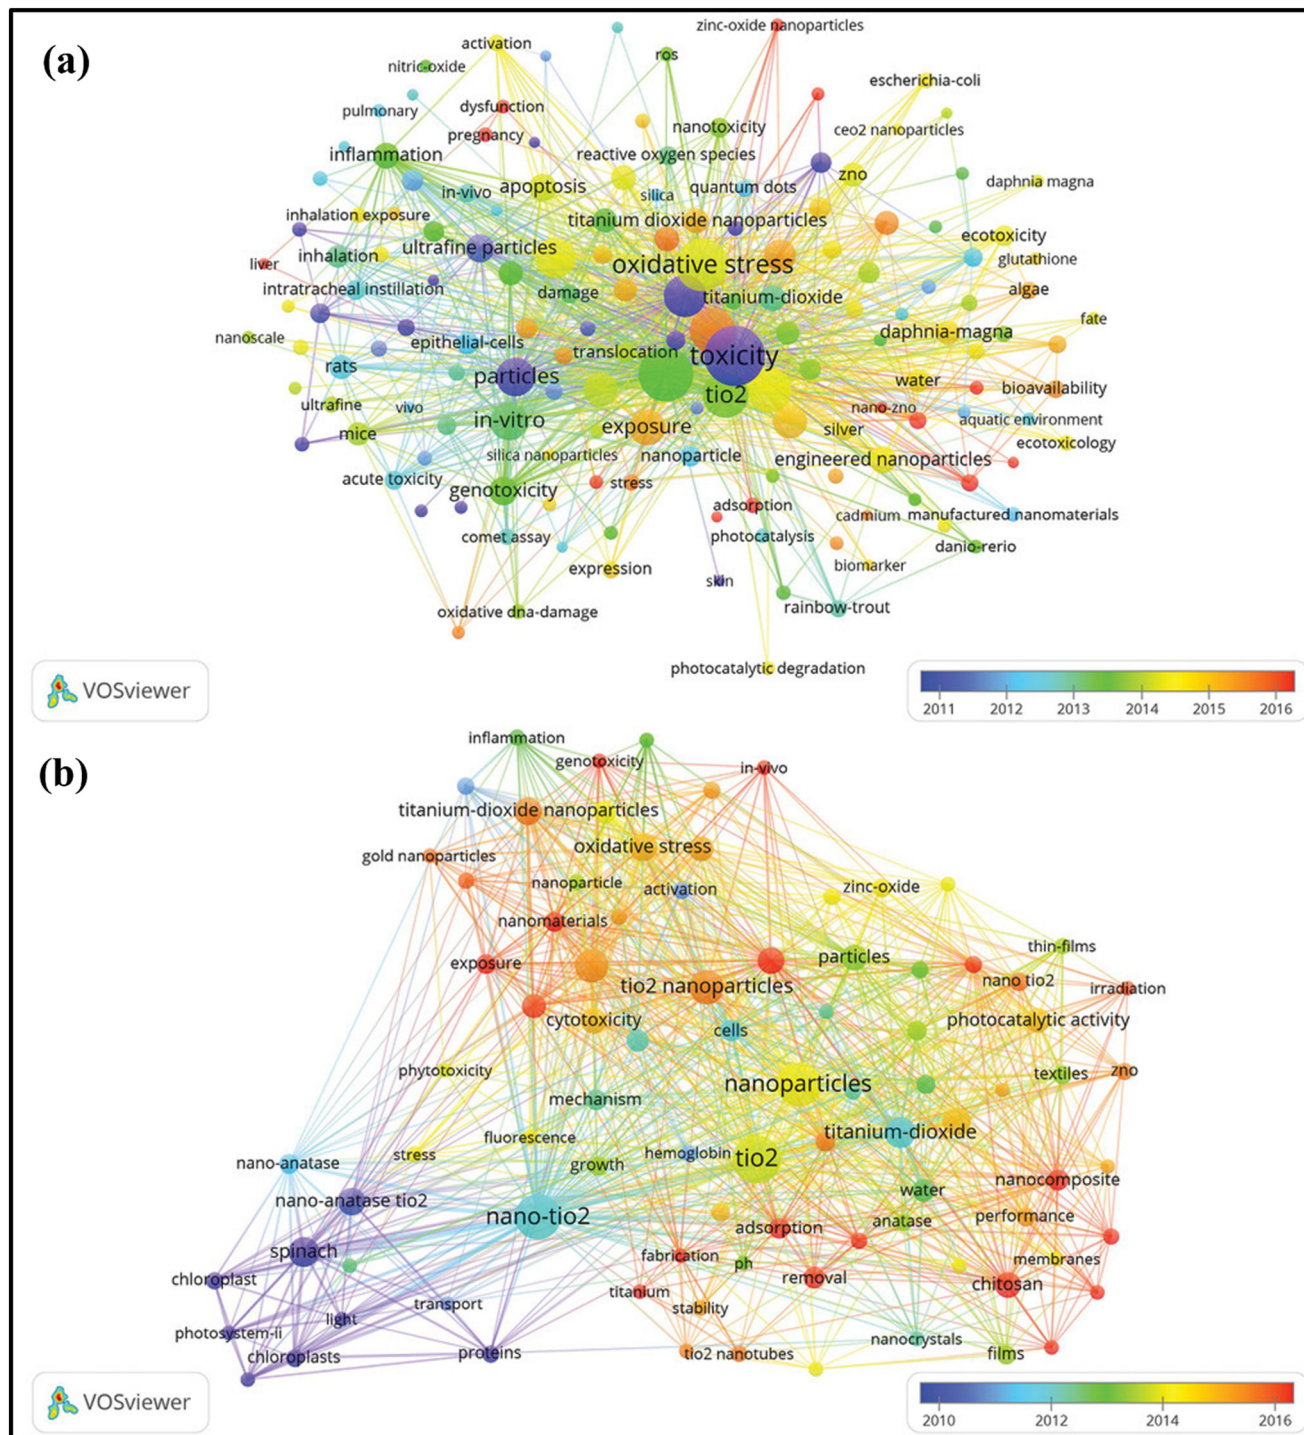 (a)
zinc-oxide nanoparticles
activation
ros
nitric-oxide
escherichia-coli
dysfunction
pulmonary
nanotoxicity
ceo2 nanoparticles
pregnancy
inflammation
reactive oxygen species
zno
daphnia magna
in-vivo
apoptosis
silica
quantum dots
inhalation exposure
titanium dioxide nanoparticles
ecotoxicity
ultrafine particles
inhalation
glutathione
liver
oxidative stress
intratracheal instillation
damage
titanium-dioxide
algae
fate
nanoscale
epithelial-cells
translocation
toxicity
daphnia-magna
rats
particles
tio2
water
bioavailability
ultrafine
vivo
nano-zno
in-vitro
exposure
silver
aquatic environment
mice
ecotoxicology
silica nanoparticles
nanoparticle
engineered nanoparticles
acute toxicity
genotoxicity
stress
adsorption
cadmium
manufactured nanomaterials
comet assay
photocatalysis
danio-rerio
expression
biomarker
skin
oxidative dna-damage
rainbow-trout
photocatalytic degradation
VOSviewer
2011 2012 2013 2014 2015 2016
(b)
inflammation
genotoxicity
in-vivo
titanium-dioxide nanoparticles
oxidative stress
gold nanoparticles
nanoparticle
activation
zinc-oxide
nanomaterials
thin-films
exposure
particles
tio2 nanoparticles
nano tio2
irradiation
cytotoxicity
cells
photocatalytic activity
phytotoxicity
nanoparticles
textiles
zno
mechanism
fluorescence
titanium-dioxide
nano-anatase
stress
growth
hemoglobin
tio2
nano-anatase tio2
water
nanocomposite
nano-tio2
adsorption
anatase
performance
spinach
fabrication
ph
membranes
chloroplast
removal
chitosan
titanium
transport
stability
light
photosystem-ii
nanocrystals
chloroplasts
proteins
tio2 nanotubes
films
VOSviewer
2010 2012 2014 2016